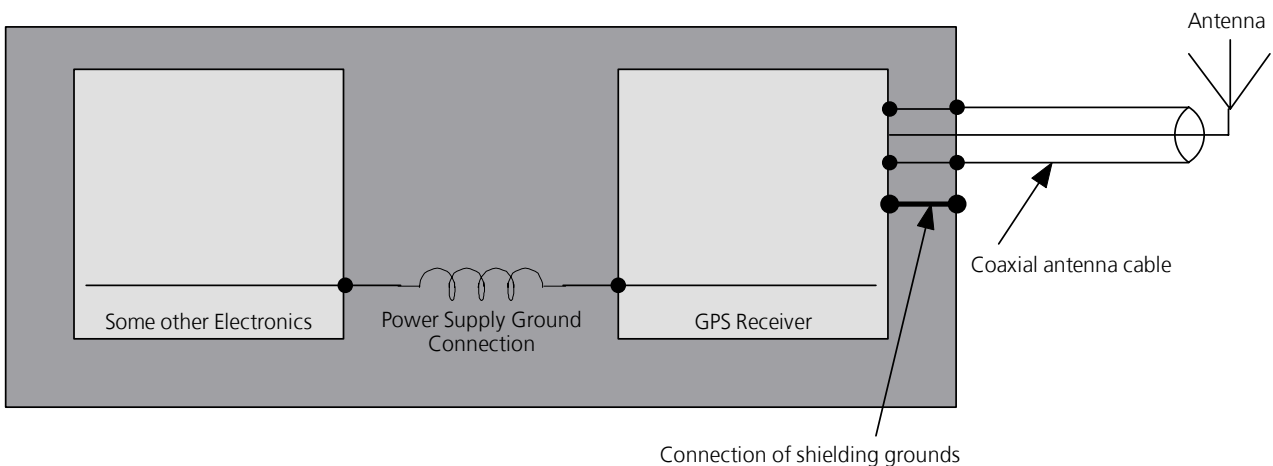 Antenna
Coaxial antenna cable
Some other Electronics
Power Supply Ground
Connection
GPS Receiver
Connection of shielding grounds